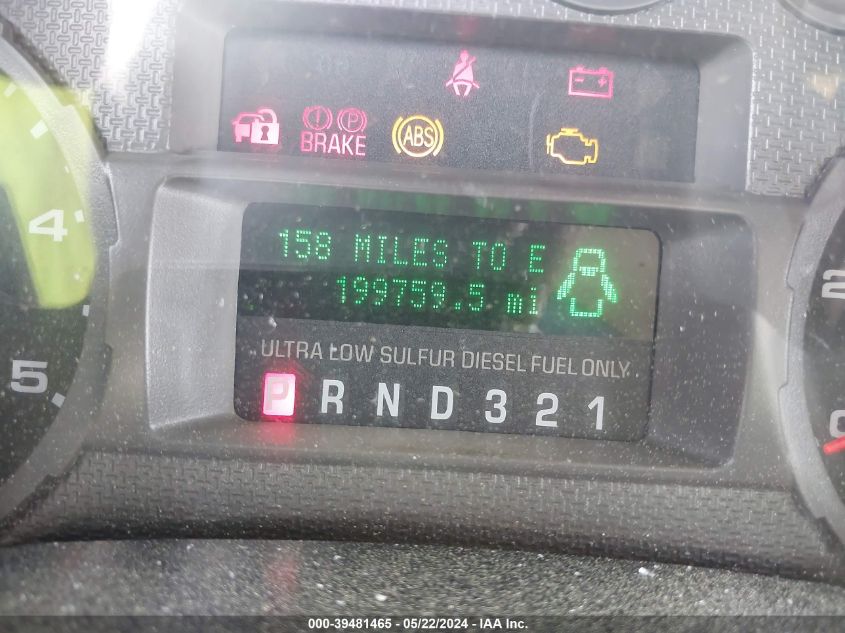 BRAKE ABS
4
158 MILES TO E
199759.5 mi
5
ULTRA LOW SULFUR DIESEL FUEL ONLY
P R N D 3 2 1
2
0
000-39481465 - 05/22/2024 - IAA Inc.